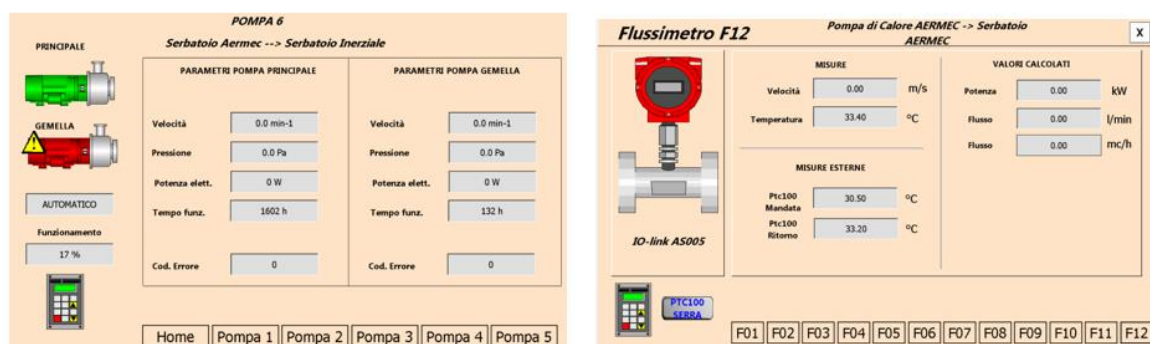 POMPA 6
Serbatoio Aermec --> Serbatoio Inerziale
PRINCIPALE
GEMELLA
AUTOMATICO
Funzionamento
17 %
PARAMETRI POMPA PRINCIPALE
Velocità 0.0 min-1
Pressione 0.0 Pa
Potenza elett. 0 W
Tempo funz. 1602 h
Cod. Errore 0
PARAMETRI POMPA GEMELLA
Velocità 0.0 min-1
Pressione 0.0 Pa
Potenza elett. 0 W
Tempo funz. 132 h
Cod. Errore 0
Home Pompa 1 Pompa 2 Pompa 3 Pompa 4 Pompa 5
Flussimetro F12
Pompa di Calore AERMEC -> Serbatoio
AERMEC
X
IO-link AS005
MISURE
Velocità 0.00 m/s
Temperatura 33.40 °C
MISURE ESTERNE
Ptc100
Mandata 30.50 °C
Ptc100
Ritorno 33.20 °C
VALORI CALCOLATI
Potenza 0.00 kW
Flusso 0.00 l/min
Flusso 0.00 mc/h
PTC100
SERRA
F01 F02 F03 F04 F05 F06 F07 F08 F09 F10 F11 F12